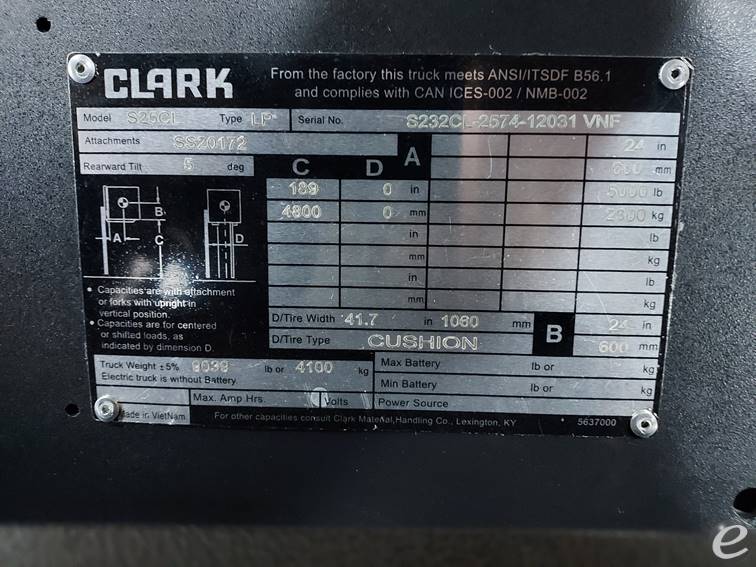 CLARK
From the factory this truck meets ANSI/ITSDF B56.1
and complies with CAN ICES-002 / NMB-002
Model S25CL Type LP Serial No. S232CL-2574-12031 VNF
Attachments SS20172
Rearward Tilt 5 deg
C D A 24 in
600 mm
189 0 in 5000 lb
4800 0 mm kg
in lb
mm kg
in lb
mm kg
B
A C D
• Capacities are with attachment
or forks with upright in
vertical position.
• Capacities are for centered
or shifted loads, as
indicated by dimension D.
D/Tire Width 41.7 in 1060 mm B 24 in
D/Tire Type CUSHION 600 mm
Truck Weight ±5% lb or 4100 kg
Electric truck is without Battery.
Max Battery lb or kg
Min Battery lb or kg
Max. Amp Hrs. Volts Power Source
Made in VietNam
For other capacities consult Clark Material Handling Co., Lexington, KY
5637000
e